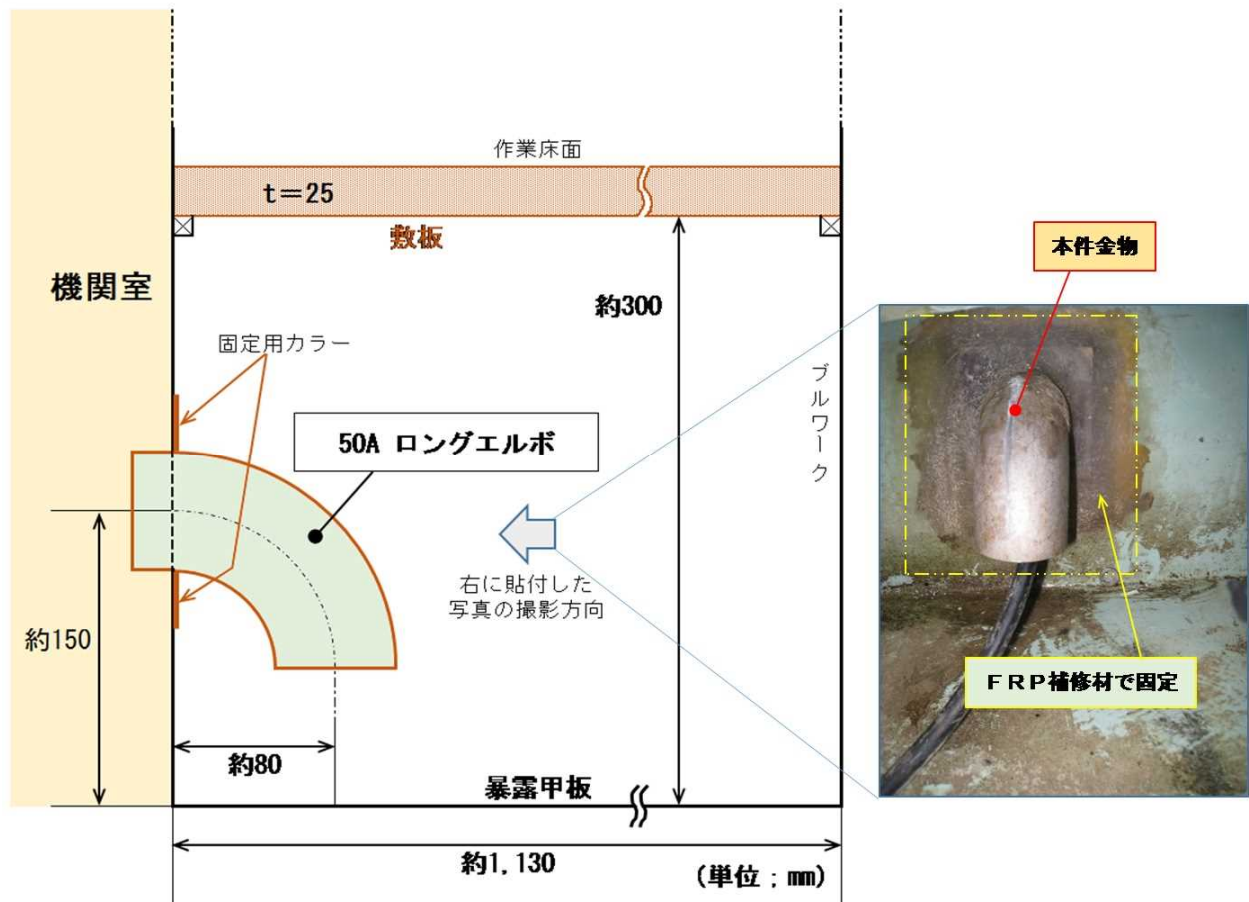 作業床面
t＝25
敷板
機関室
約300
固定用カラー
ブルワーク
50A ロングエルボ
右に貼付した
写真の撮影方向
約150
約80
暴露甲板
約1,130
(単位；mm)
本件金物
ＦＲＰ補修材で固定